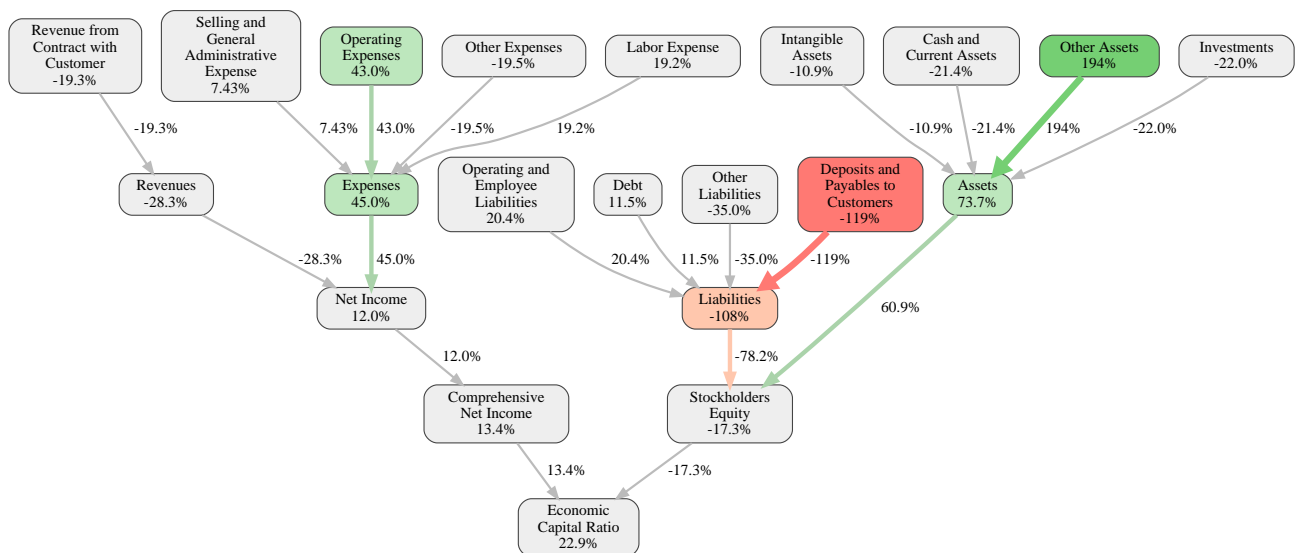 Revenue from
Contract with
Customer
-19.3%
Selling and
General
Administrative
Expense
7.43%
Operating
Expenses
43.0%
Other Expenses
-19.5%
Labor Expense
19.2%
Intangible
Assets
-10.9%
Cash and
Current Assets
-21.4%
Other Assets
194%
Investments
-22.0%
-19.3%
7.43%
43.0%
-19.5%
19.2%
-10.9%
-21.4%
194%
-22.0%
Revenues
-28.3%
Expenses
45.0%
Operating and
Employee
Liabilities
20.4%
Debt
11.5%
Other
Liabilities
-35.0%
Deposits and
Payables to
Customers
-119%
Assets
73.7%
-28.3%
45.0%
20.4%
11.5%
-35.0%
-119%
Net Income
12.0%
Liabilities
-108%
60.9%
12.0%
-78.2%
Comprehensive
Net Income
13.4%
Stockholders
Equity
-17.3%
13.4%
-17.3%
Economic
Capital Ratio
22.9%